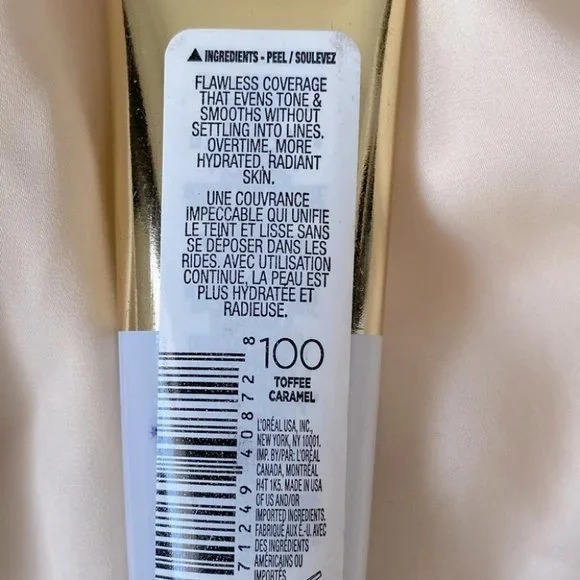 ▲ INGREDIENTS - PEEL / SOULEVEZ
FLAWLESS COVERAGE
THAT EVENS TONE &
SMOOTHS WITHOUT
SETTLING INTO LINES.
OVERTIME, MORE
HYDRATED, RADIANT
SKIN.
UNE COUVRANCE
IMPECCABLE QUI UNIFIE
LE TEINT ET LISSE SANS
SE DÉPOSER DANS LES
RIDES. AVEC UTILISATION
CONTINUE, LA PEAU EST
PLUS HYDRATÉE ET
RADIEUSE.
100
TOFFEE
CARAMEL
L'ORÉAL USA, INC.,
NEW YORK, NY 10001.
IMP. BY/PAR: L'ORÉAL
CANADA, MONTRÉAL
H4T 1K5. MADE IN USA
OF US AND/OR
IMPORTED INGREDIENTS.
FABRIQUÉ AUX É.-U. AVEC
DES INGRÉDIENTS
AMÉRICAINS OU
IMPORTÉS
71249 40872 8